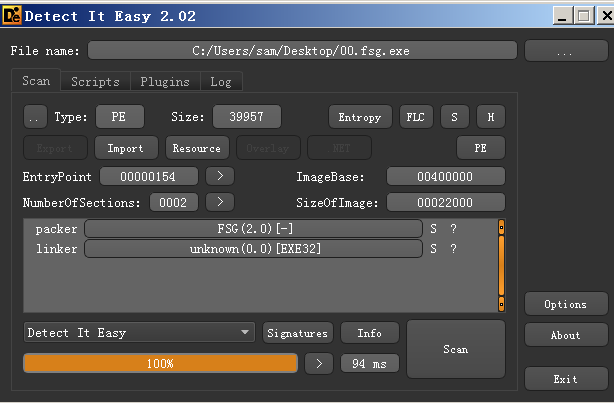 Detect It Easy 2.02
File name: C:/Users/sam/Desktop/00.fsg.exe ...
Scan Scripts Plugins Log
.. Type: PE Size: 39957 Entropy FLC S H
Export Import Resource Overlay .NET PE
EntryPoint 00000154 > ImageBase: 00400000
NumberOfSections: 0002 > SizeOfImage: 00022000
packer FSG(2.0)[-] S ?
linker unknown(0.0)[EXE32] S ?
Options
Detect It Easy Signatures Info Scan About
100% > 94 ms
Exit